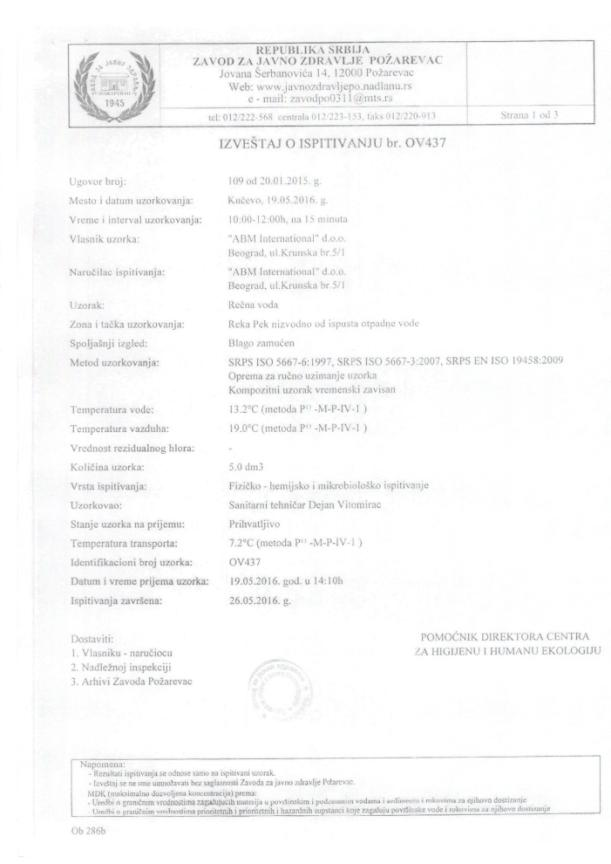 REPUBLIKA SRBIJA
ZAVOD ZA JAVNO ZDRAVLJE POŽAREVAC
Jovana Šerbanovića 14, 12000 Požarevac
Web: www.javnozdravljepo.nadlanu.rs
e - mail: zavodpo0311@mts.rs
tel: 012/222-568 centrala 012/223-153, faks 012/220-913
Strana 1 od 3
1945
IZVEŠTAJ O ISPITIVANJU br. OV437
Ugovor broj: 109 od 20.01.2015. g.
Mesto i datum uzorkovanja: Kučevo, 19.05.2016. g.
Vreme i interval uzorkovanja: 10:00-12:00h, na 15 minuta
Vlasnik uzorka: "ABM International" d.o.o.
Beograd, ul.Krunska br.5/1
Naručilac ispitivanja: "ABM International" d.o.o.
Beograd, ul.Krunska br.5/1
Uzorak: Rečna voda
Zona i tačka uzorkovanja: Reka Pek nizvodno od ispusta otpadne vode
Spoljašnji izgled: Blago zamućen
Metod uzorkovanja: SRPS ISO 5667-6:1997, SRPS ISO 5667-3:2007, SRPS EN ISO 19458:2009
Oprema za ručno uzimanje uzorka
Kompozitni uzorak vremenski zavisan
Temperatura vode: 13.2°C (metoda -M-P-IV-1 )
Temperatura vazduha: 19.0°C (metoda -M-P-IV-1 )
Vrednost rezidualnog hlora: -
Količina uzorka: 5.0 dm3
Vrsta ispitivanja: Fizičko - hemijsko i mikrobiološko ispitivanje
Uzorkovao: Sanitarni tehničar Dejan Vitomirac
Stanje uzorka na prijemu: Prihvatljivo
Temperatura transporta: 7.2°C (metoda -M-P-IV-1 )
Identifikacioni broj uzorka: OV437
Datum i vreme prijema uzorka: 19.05.2016. god. u 14:10h
Ispitivanja završena: 26.05.2016. g.
Dostaviti:
1. Vlasniku - naručiocu
2. Nadležnoj inspekciji
3. Arhivi Zavoda Požarevac
POMOĆNIK DIREKTORA CENTRA
ZA HIGIJENU I HUMANU EKOLOGIJU
Napomena:
- Rezultati ispitivanja se odnose samo na ispitivani uzorak.
- Izveštaj se ne sme umnožavati bez saglasnosti Zavoda za javno zdravlje Požarevac.
MDK (maksimalno dozvoljena koncentracija) prema:
- Uredbi o graničnim vrednostima zagađujućih materija u površinskim i podzemnim vodama i sedimentu i rokovima za njihovo dostizanje
- Uredbi o graničnim vrednostima prioritetnih i prioritetnih i hazardnih supstanci koje zagađuju površinske vode i rokovima za njihovo dostizanje
Ob 286b